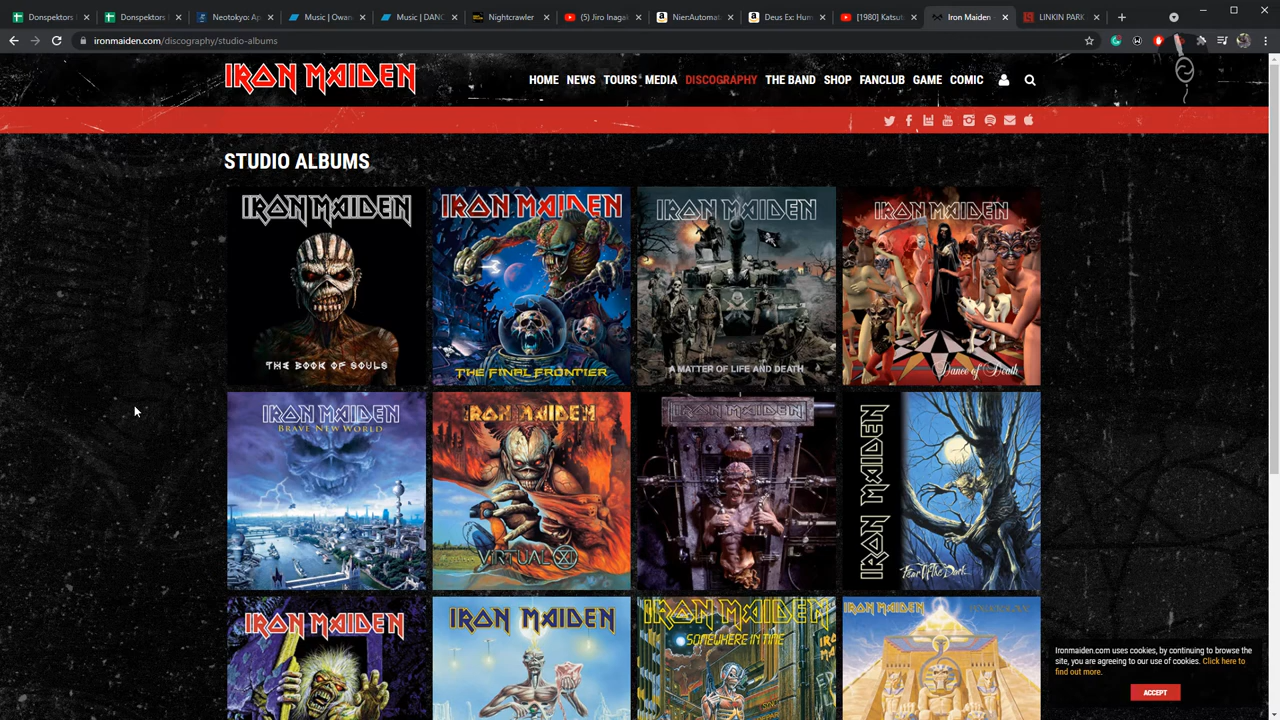 Donspektors
Donspektors
Neotokyo: Ap
Music | Owan
Music | DANC
Nightcrawler
(5) Jiro Inagak
Nier:Automat
Deus Ex: Hum
[1980] Katsut
Iron Maiden
LINKIN PARK
ironmaiden.com/discography/studio-albums
IRON MAIDEN
HOME NEWS TOURS MEDIA DISCOGRAPHY THE BAND SHOP FANCLUB GAME COMIC
STUDIO ALBUMS
IRON MAIDEN
THE BOOK OF SOULS
IRON MAIDEN
THE FINAL FRONTIER
IRON MAIDEN
A MATTER OF LIFE AND DEATH
IRON MAIDEN
Dance of Death
IRON MAIDEN
BRAVE NEW WORLD
IRON MAIDEN
VIRTUAL XI
IRON MAIDEN
IRON MAIDEN
Fear Of The Dark
IRON MAIDEN
IRON MAIDEN
IRON MAIDEN
SOMEWHERE IN TIME
IRON MAIDEN
POWERSLAVE
Ironmaiden.com uses cookies, by continuing to browse the
site, you are agreeing to our use of cookies. Click here to
find out more.
ACCEPT